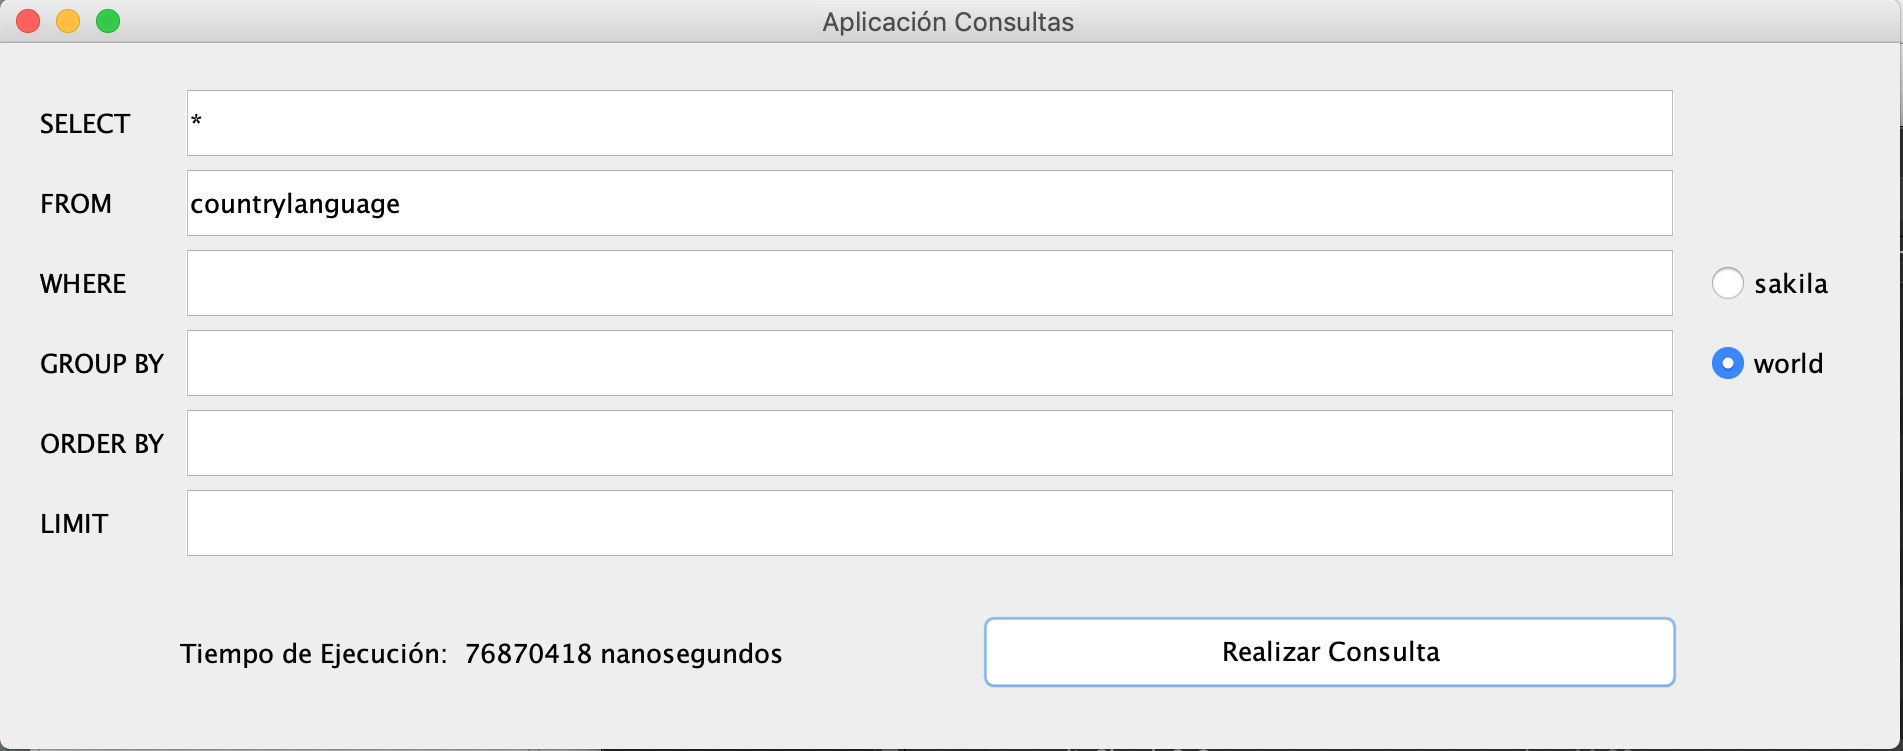 Aplicación Consultas
SELECT *
FROM countrylanguage
WHERE
sakila
GROUP BY
world
ORDER BY
LIMIT
Tiempo de Ejecución: 76870418 nanosegundos
Realizar Consulta